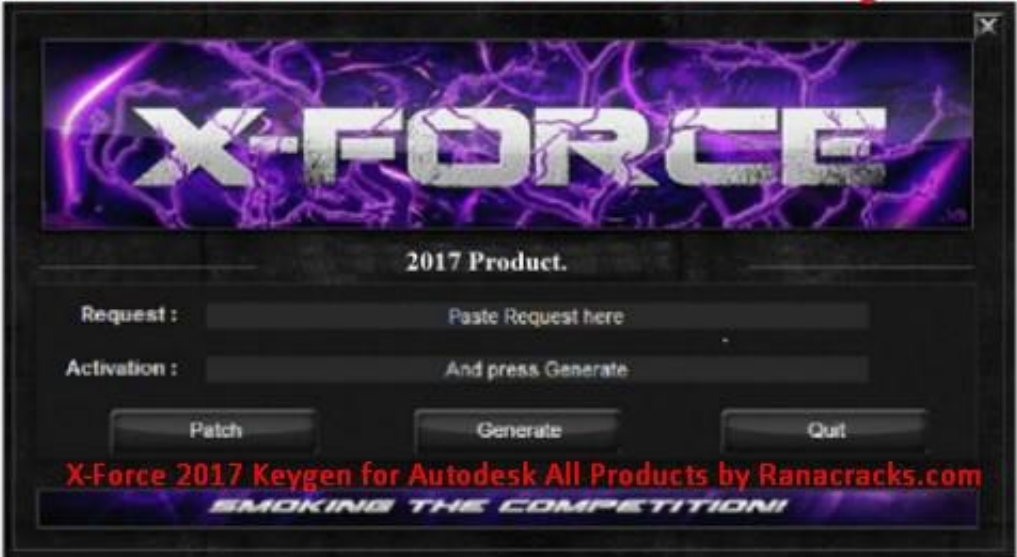 X-FORCE
2017 Product.
Request :
Paste Request here
Activation :
And press Generate
Patch
Generate
Quit
X-Force 2017 Keygen for Autodesk All Products by Ranacracks.com
SMOKING THE COMPETITION!